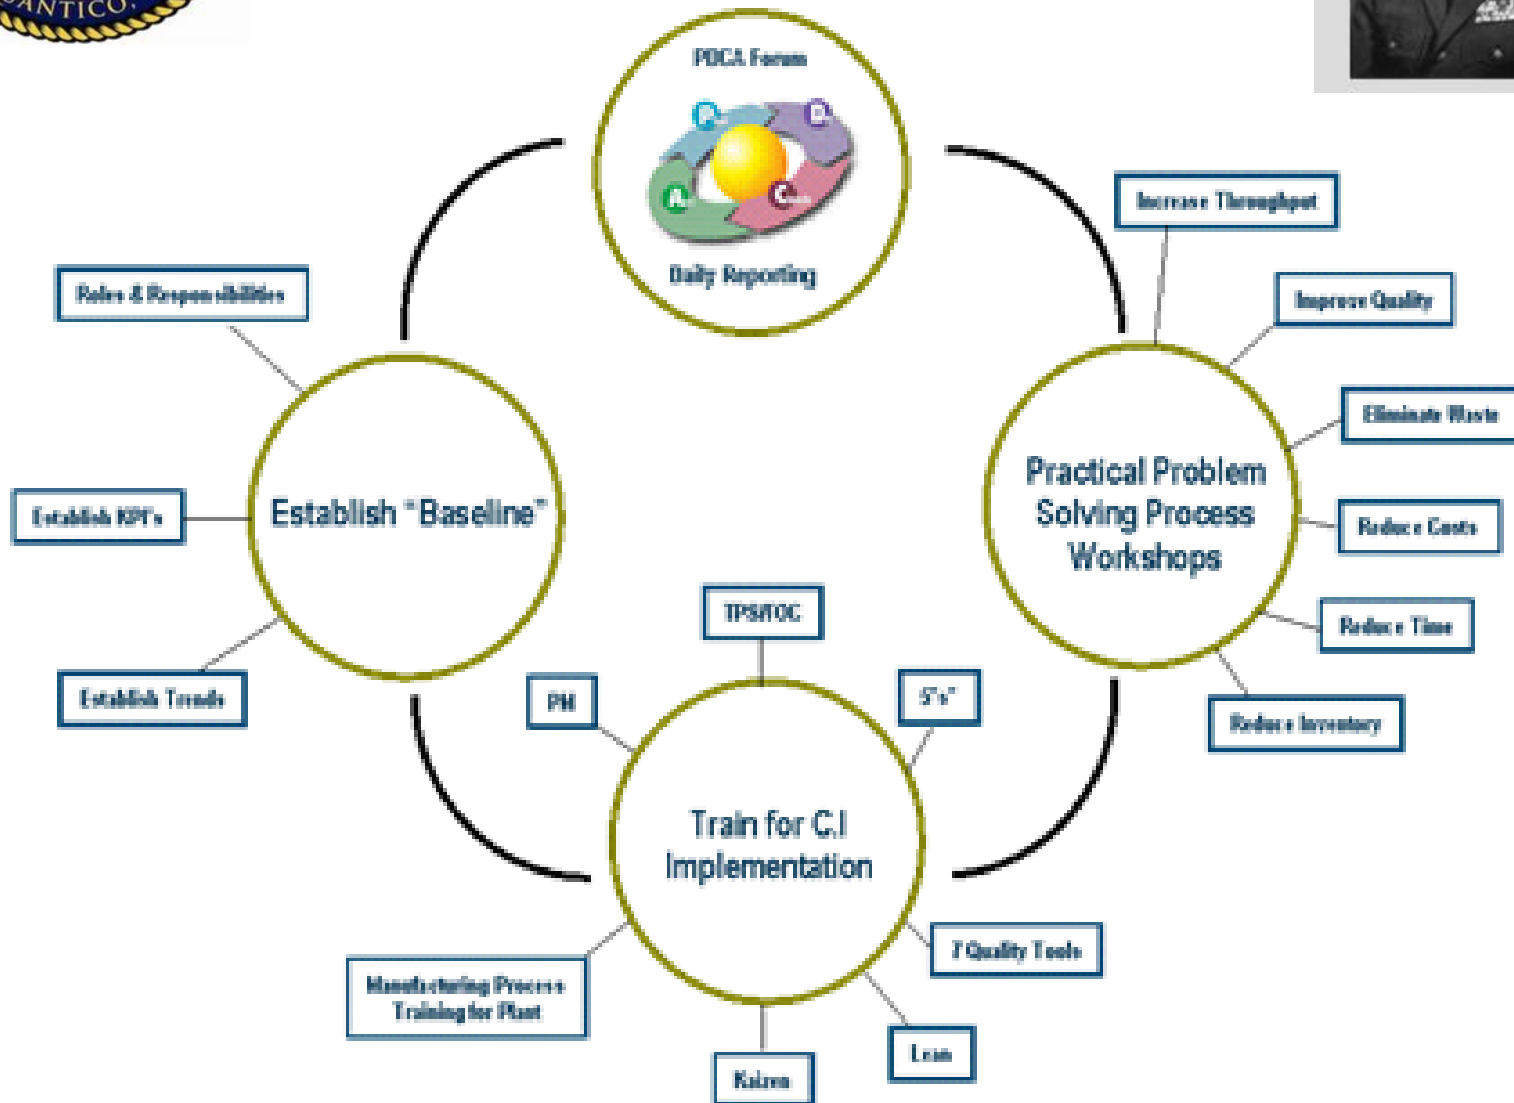 QUANTICO,
PDCA Forum
P
D
A
C
Daily Reporting
Increase Throughput
Improve Quality
Eliminate Waste
Reduce Costs
Reduce Time
Reduce Inventory
Practical Problem
Solving Process
Workshops
Roles & Responsibilities
Establish KPI's
Establish Trends
Establish "Baseline"
TPS/TOC
PM
5"s"
Train for C.I
Implementation
7 Quality Tools
Lean
Kaizen
Manufacturing Process
Training for Plant